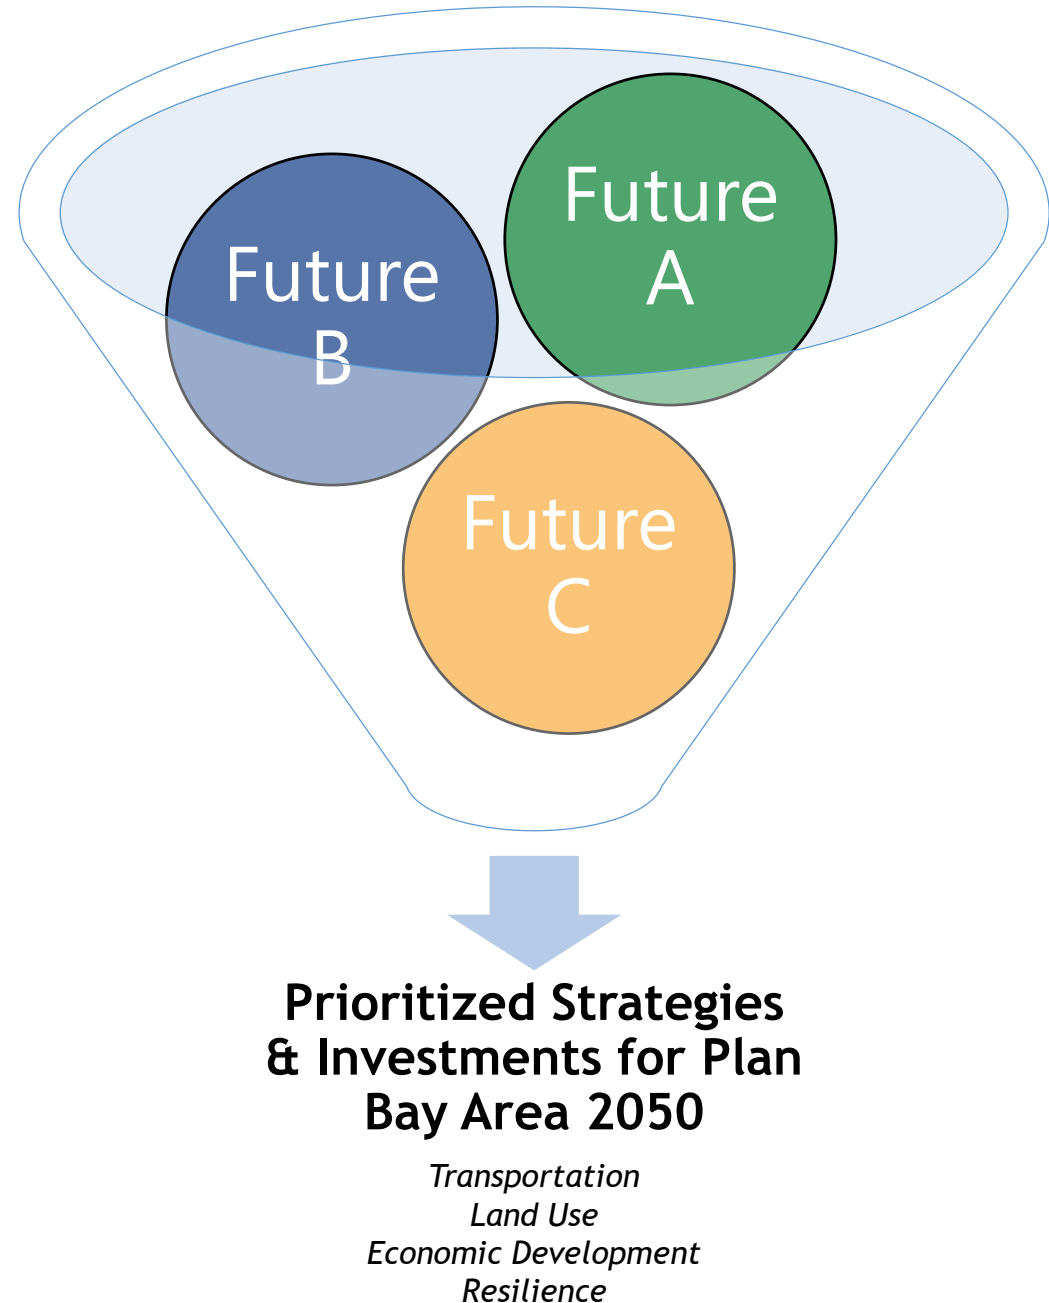 Future
A
Future
B
Future
C
Prioritized Strategies
& Investments for Plan
Bay Area 2050
Transportation
Land Use
Economic Development
Resilience